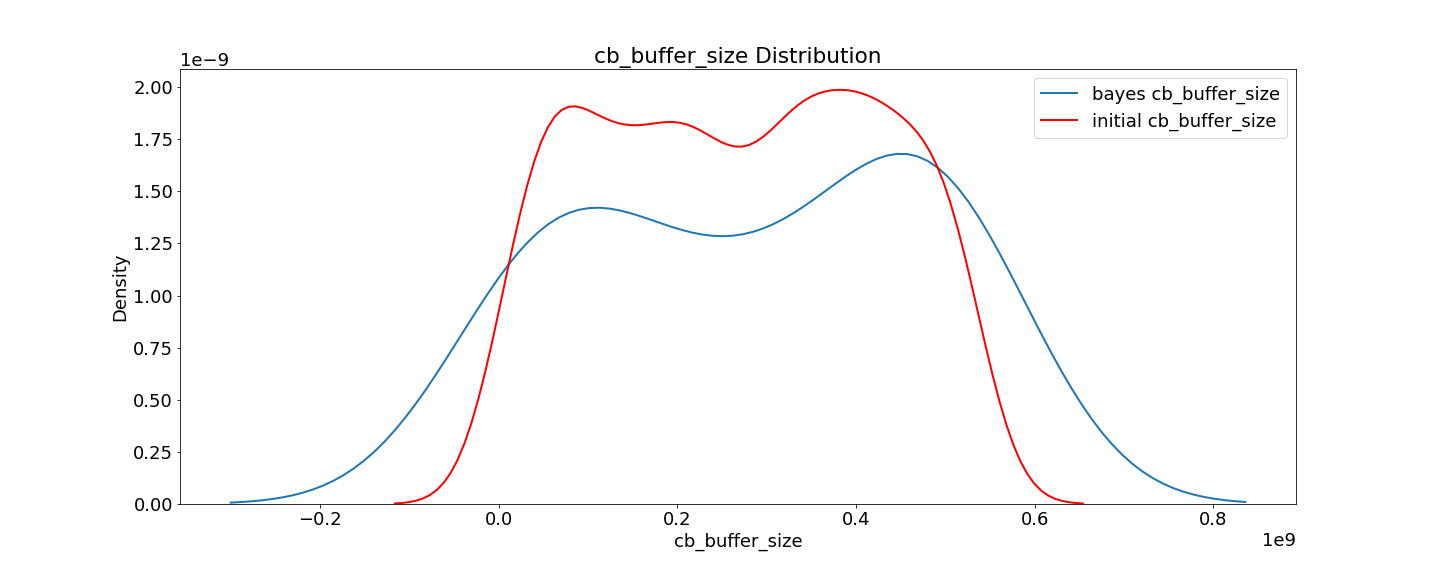 cb_buffer_size Distribution
1e−9
2.00
1.75
1.50
1.25
1.00
0.75
0.50
0.25
0.00
Density
bayes cb_buffer_size
initial cb_buffer_size
−0.2
0.0
0.2
0.4
0.6
0.8
1e9
cb_buffer_size